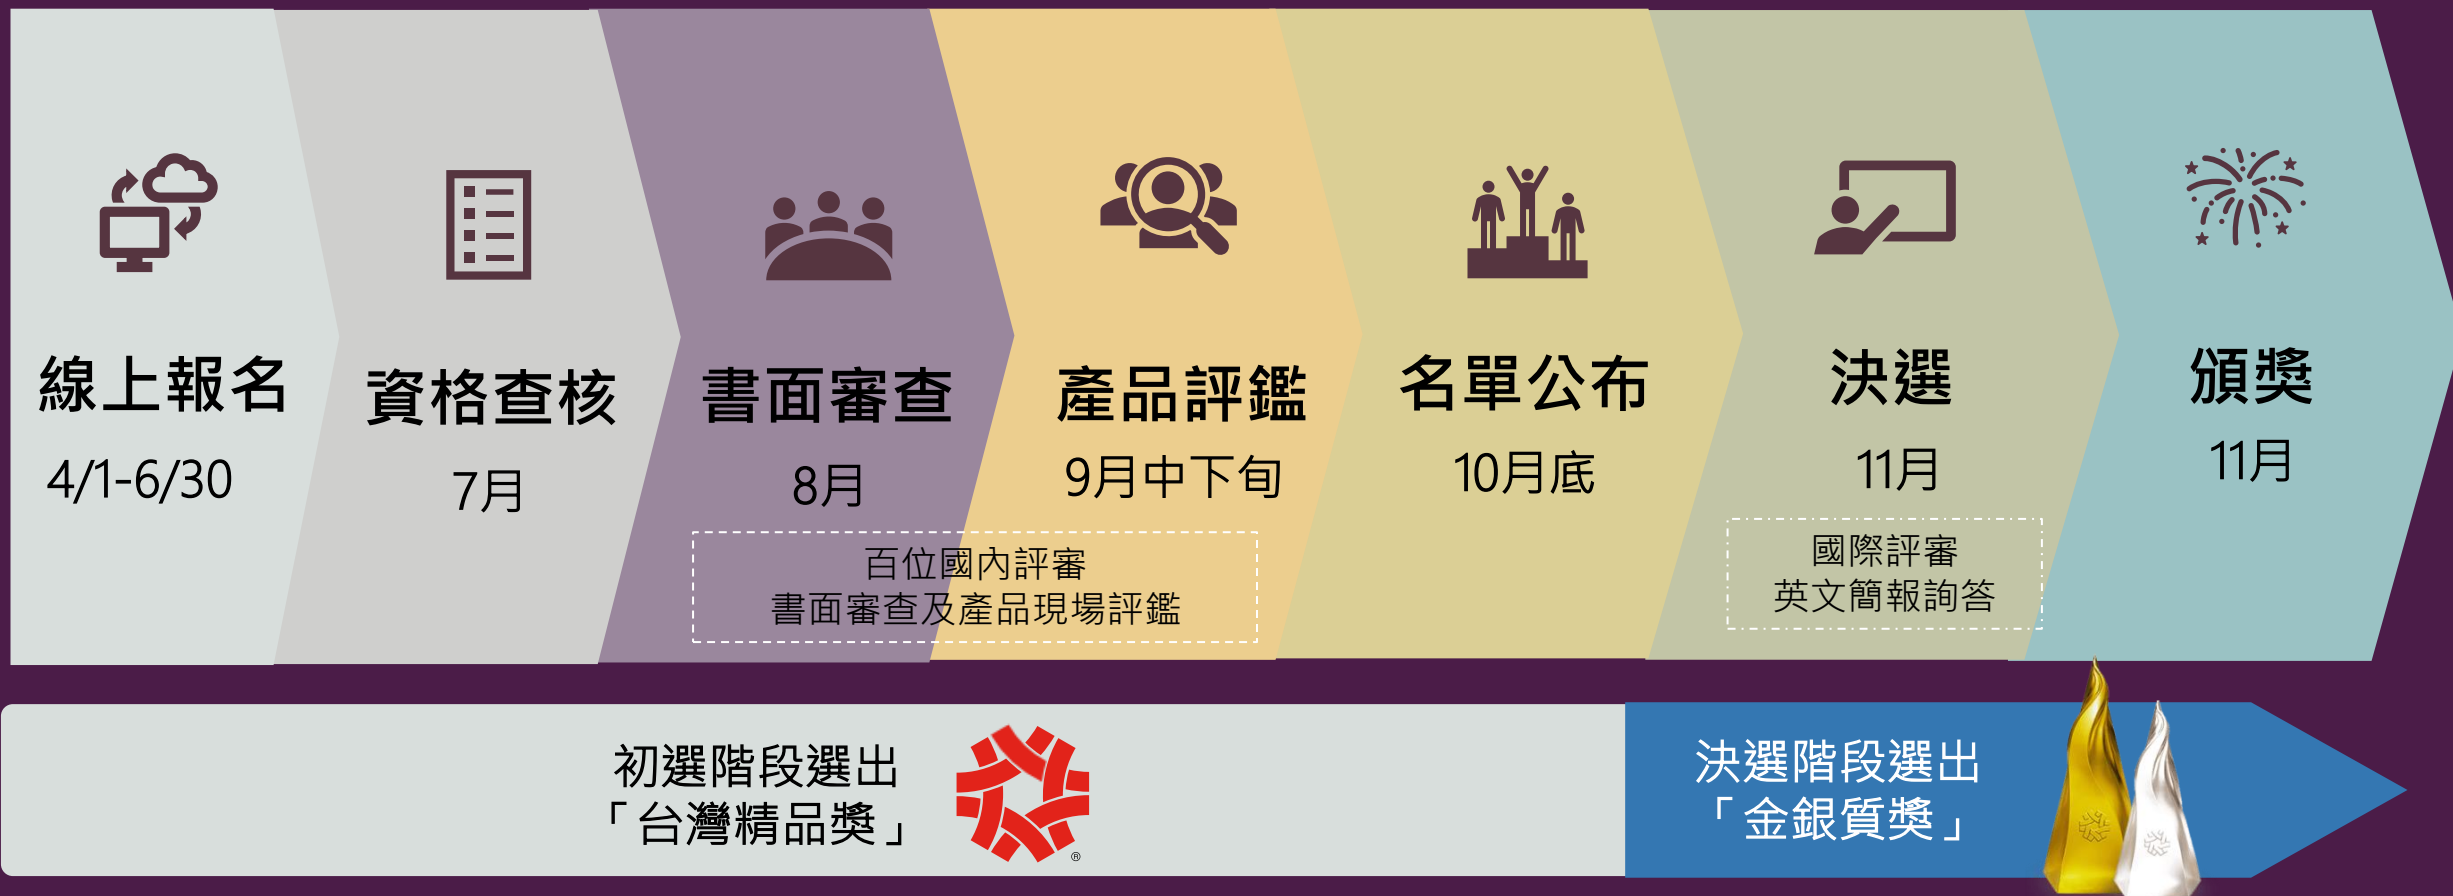 線上報名
4/1-6/30
資格查核
7月
書面審查
8月
產品評鑑
9月中下旬
百位國內評審
書面審查及產品現場評鑑
名單公布
10月底
決選
11月
國際評審
英文簡報詢答
頒獎
11月
初選階段選出
「台灣精品獎」
®
決選階段選出
「金銀質獎」